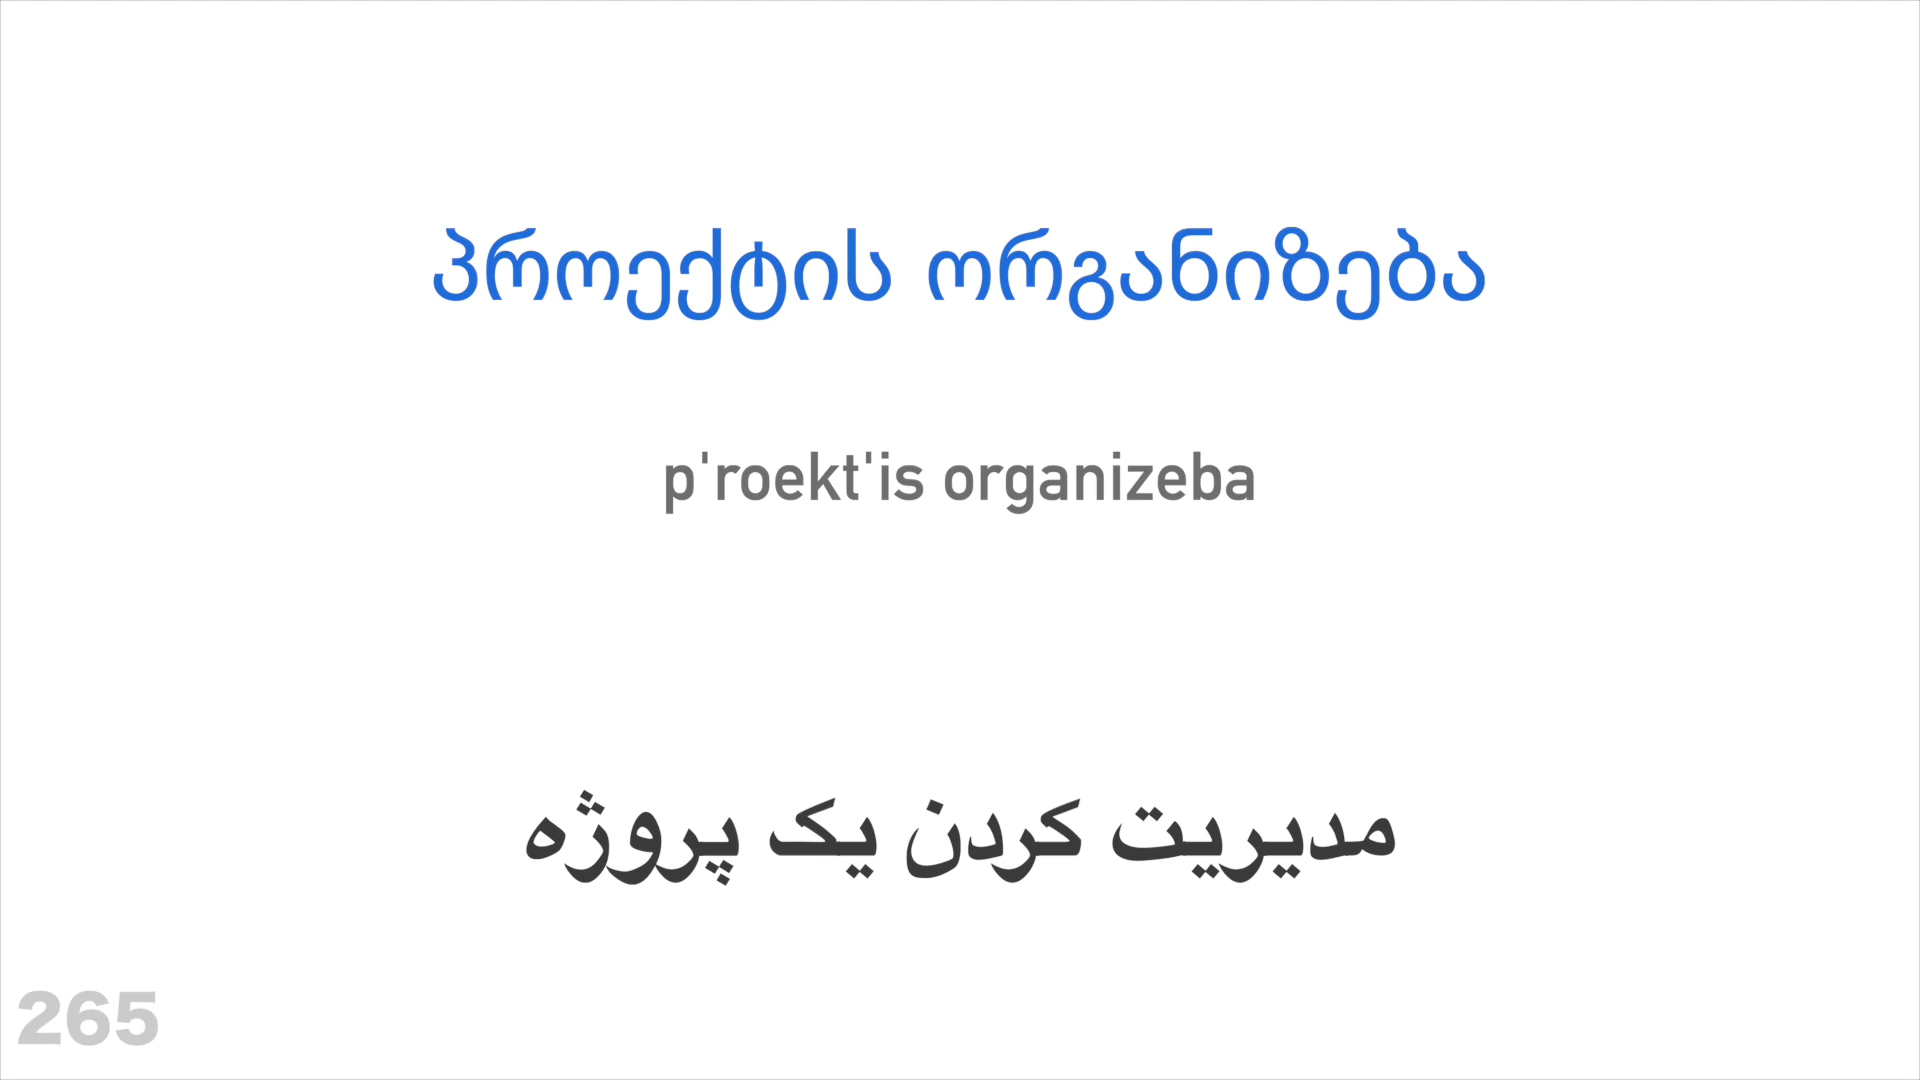 პროექტის ორგანიზება
p'roekt'is organizeba
مدیریت کردن یک پروژه
265